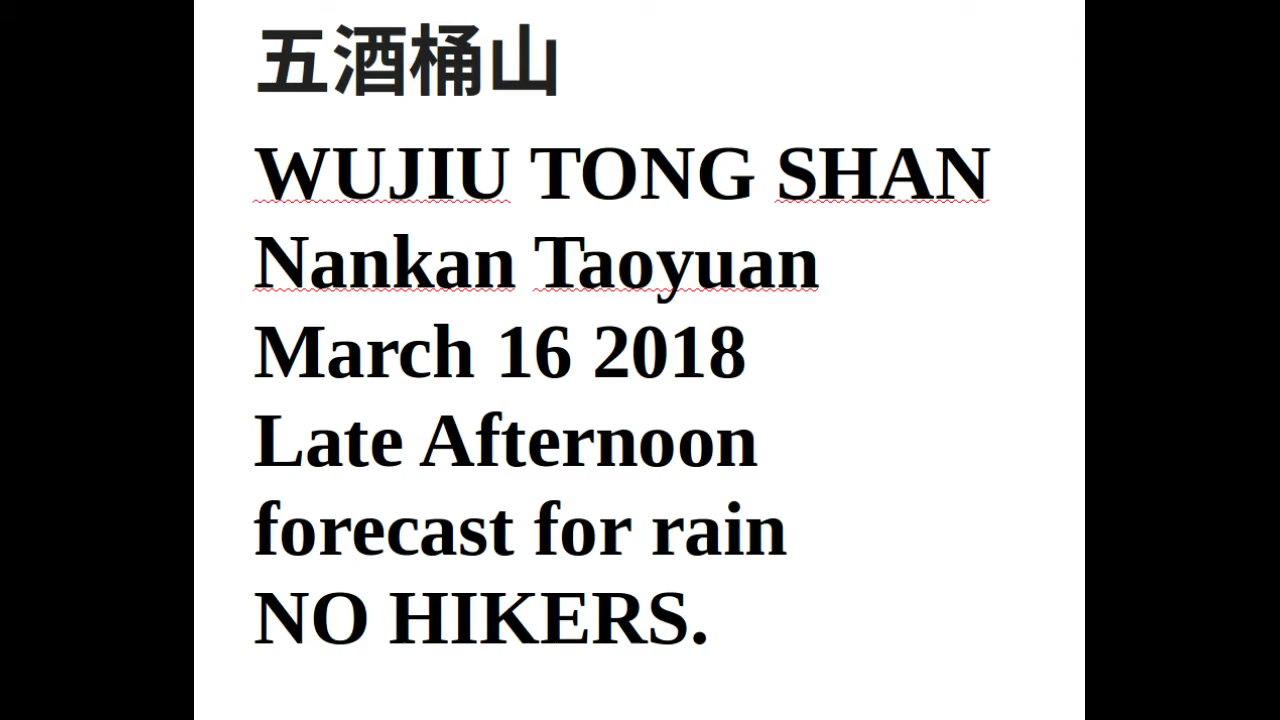 五酒桶山
WUJIU TONG SHAN
Nankan Taoyuan
March 16 2018
Late Afternoon
forecast for rain
NO HIKERS.